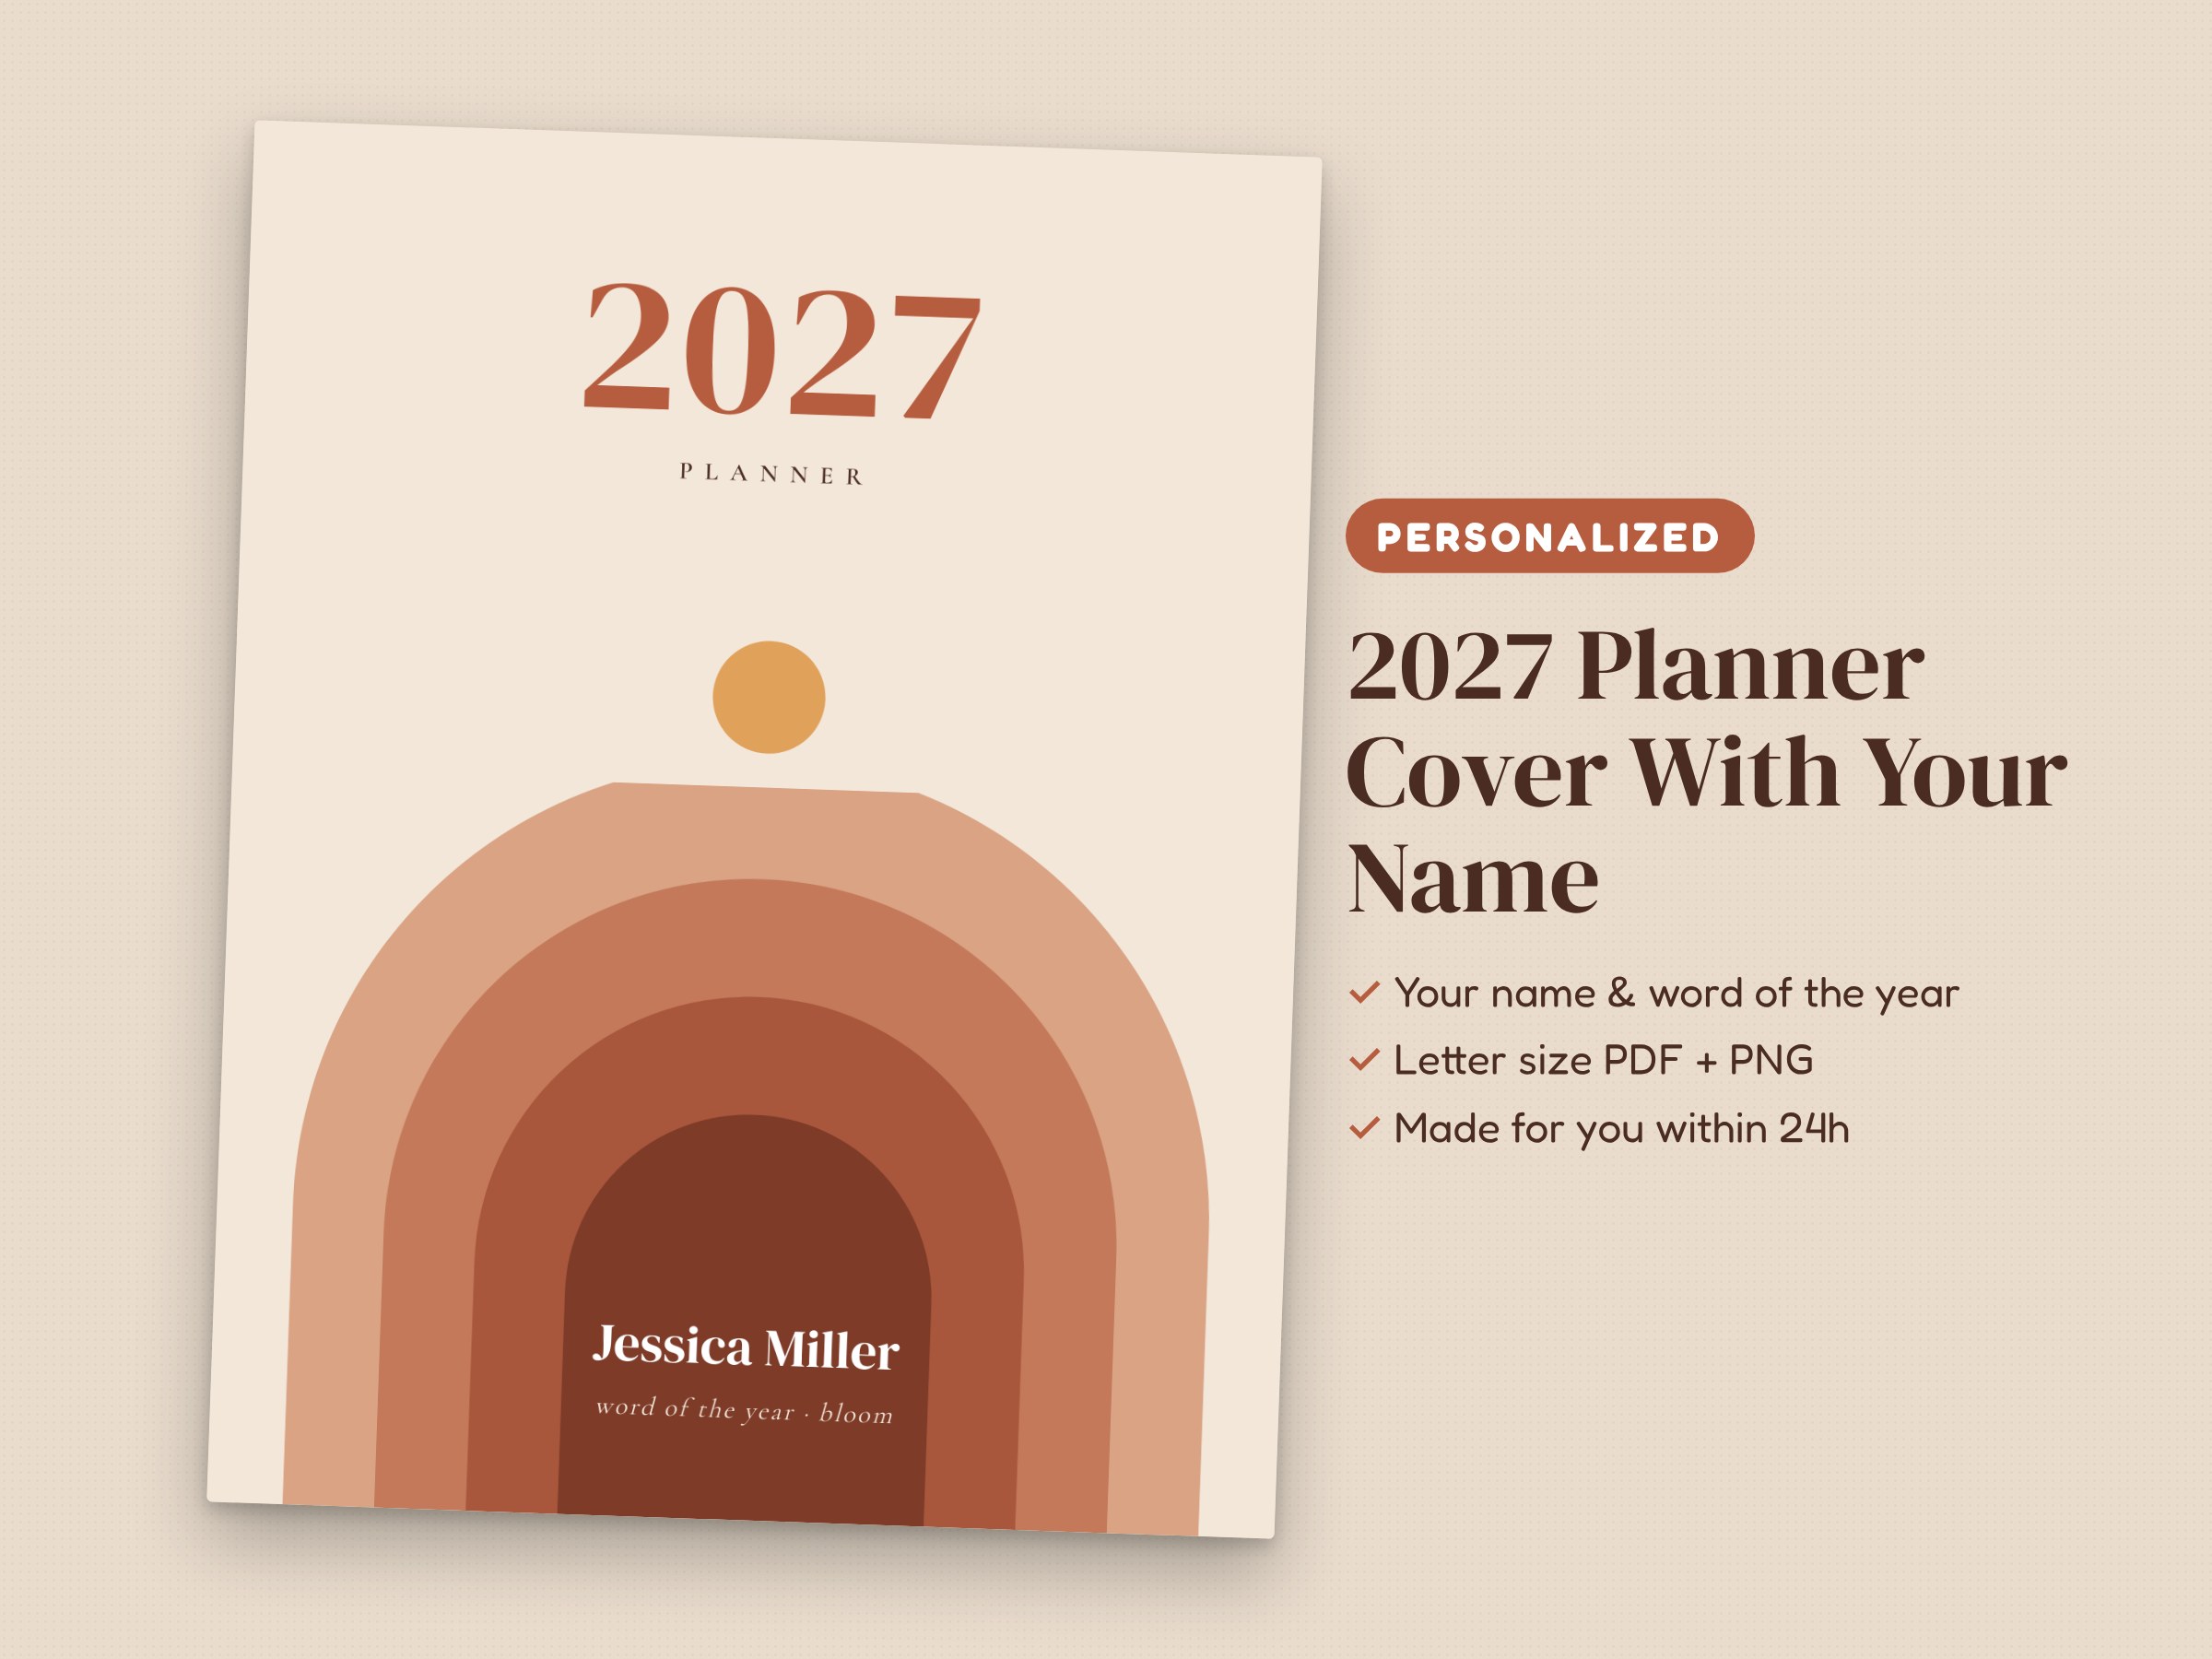 2027
PLANNER
Jessica Miller
word of the year · bloom
PERSONALIZED
2027 Planner
Cover With Your
Name
Your name & word of the year
Letter size PDF + PNG
Made for you within 24h